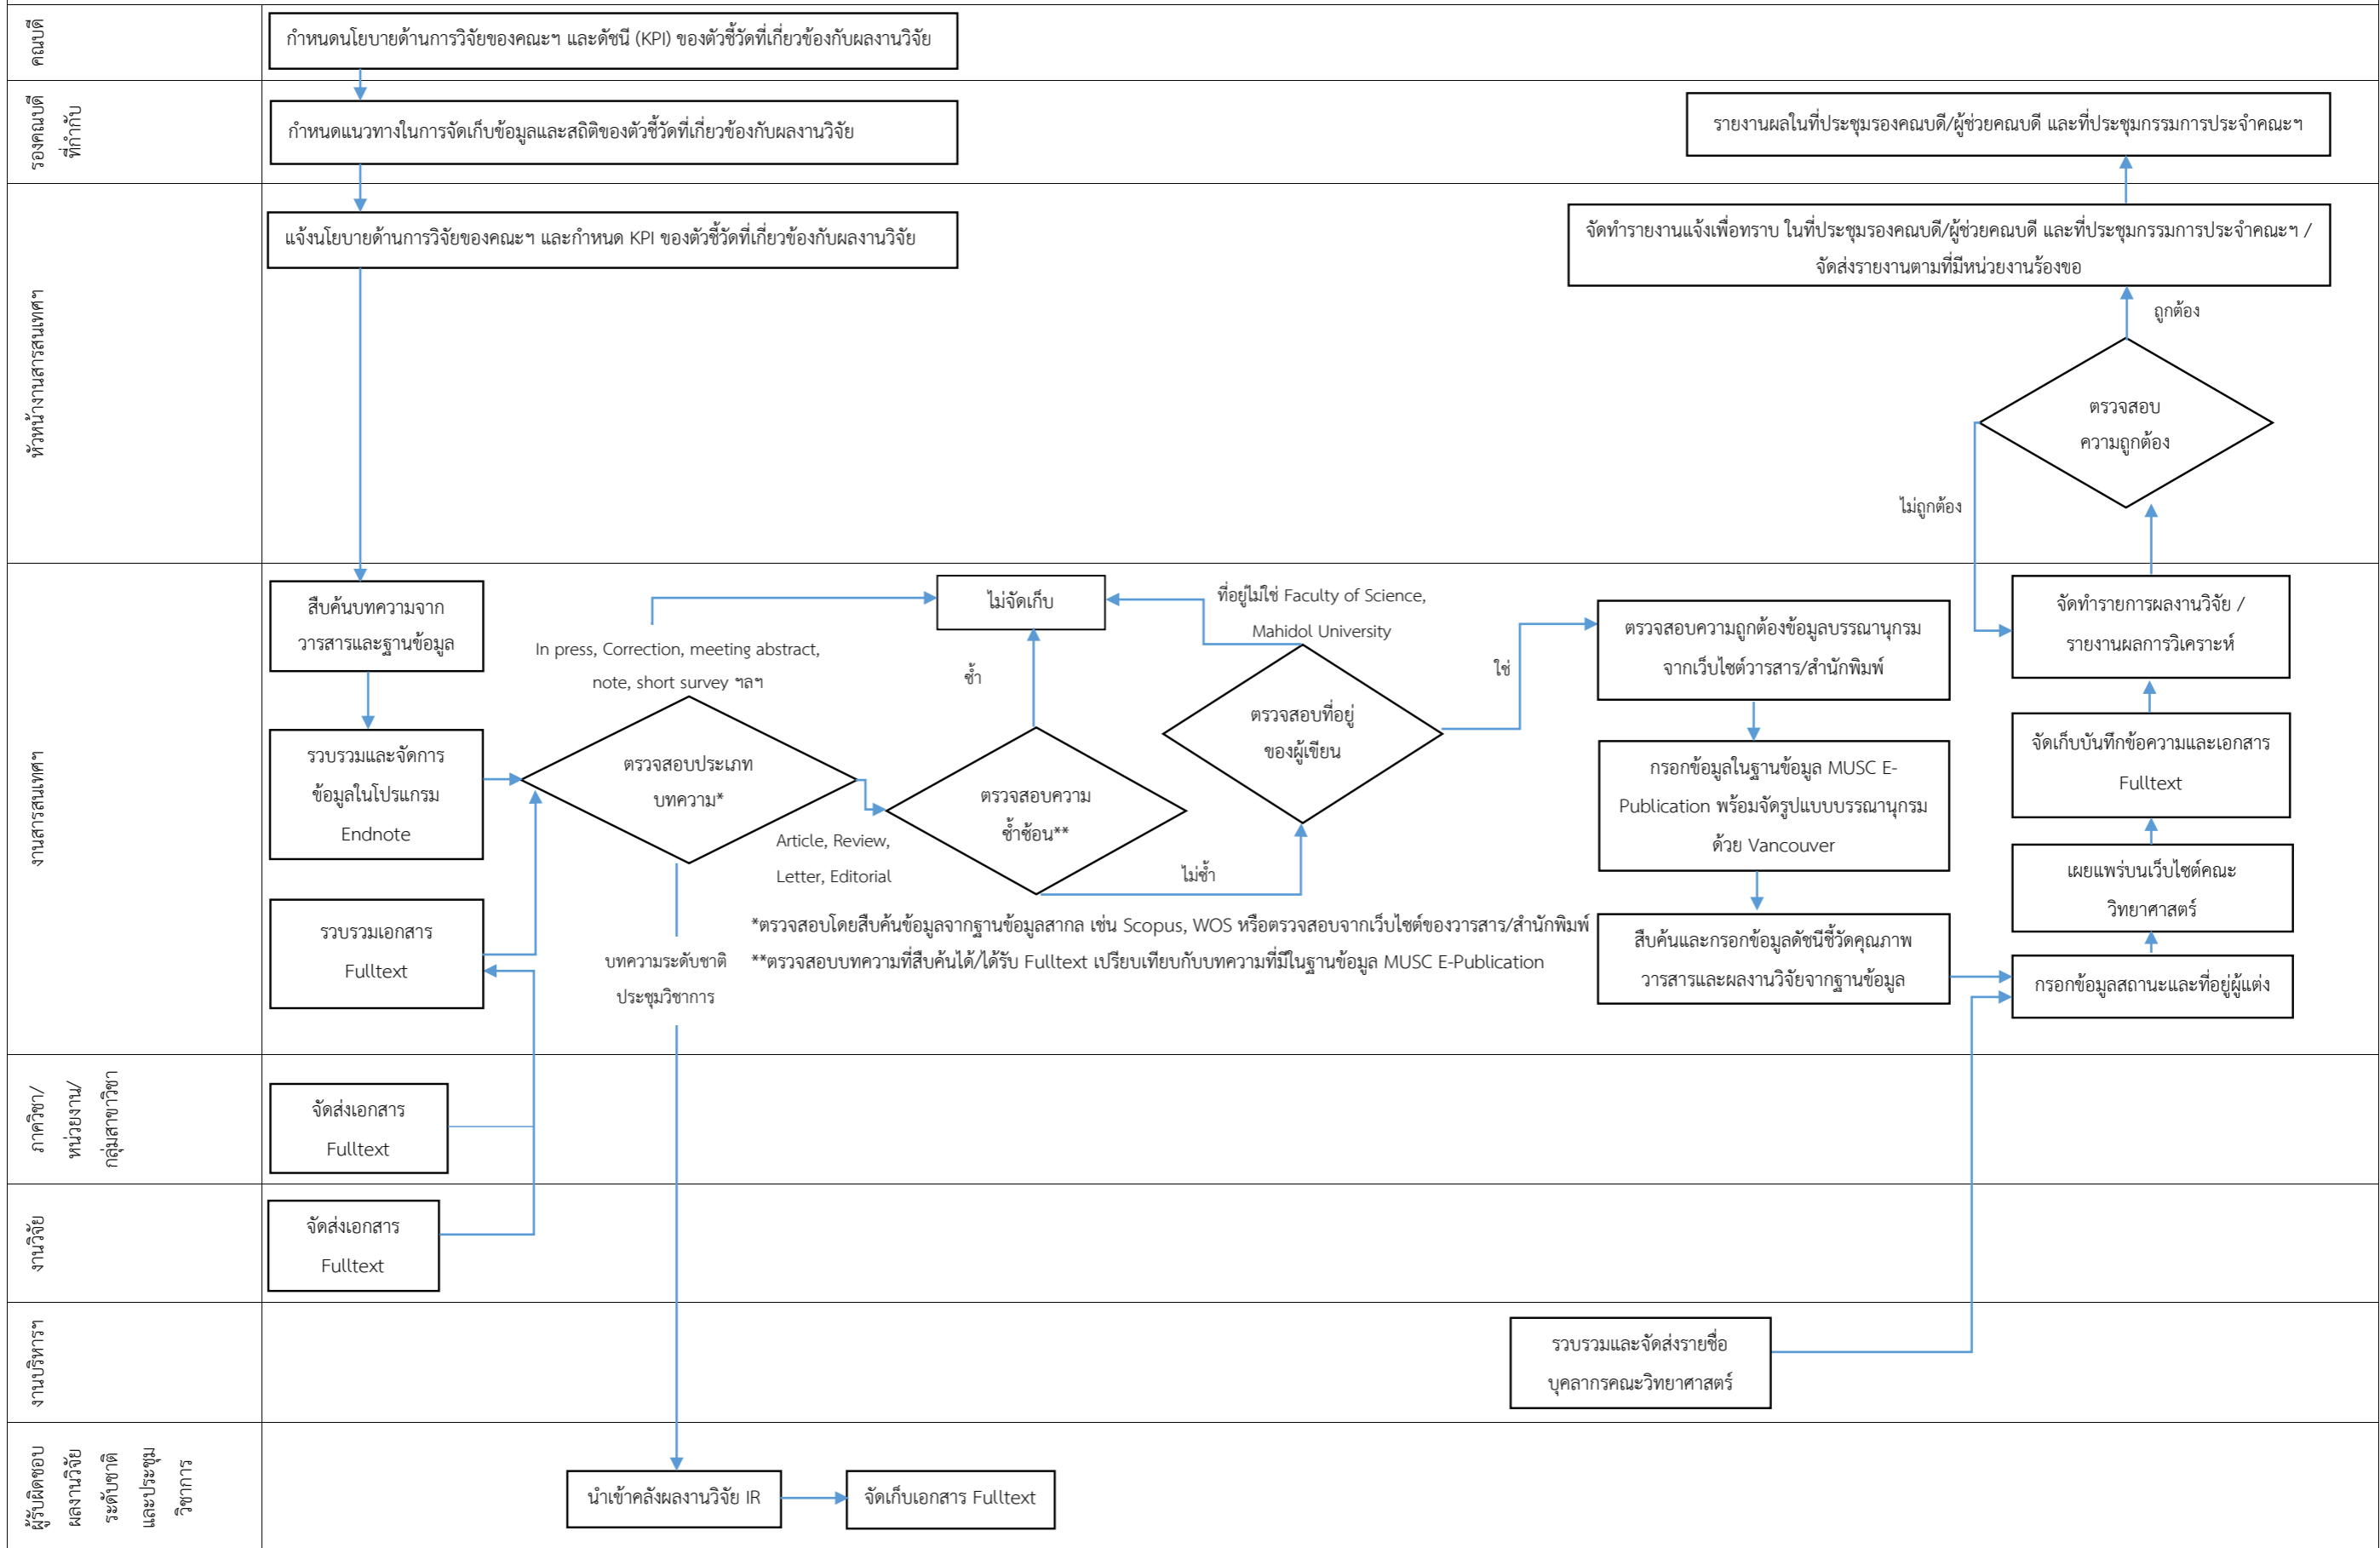 คณบดี
กำหนดนโยบายด้านการวิจัยของคณะฯ และดัชนี (KPI) ของตัวชี้วัดที่เกี่ยวข้องกับผลงานวิจัย
รองคณบดี
ที่กำกับ
กำหนดแนวทางในการจัดเก็บข้อมูลและสถิติของตัวชี้วัดที่เกี่ยวข้องกับผลงานวิจัย
รายงานผลในที่ประชุมรองคณบดี/ผู้ช่วยคณบดี และที่ประชุมกรรมการประจำคณะฯ
หัวหน้างานสารสนเทศฯ
แจ้งนโยบายด้านการวิจัยของคณะฯ และกำหนด KPI ของตัวชี้วัดที่เกี่ยวข้องกับผลงานวิจัย
จัดทำรายงานแจ้งเพื่อทราบ ในที่ประชุมรองคณบดี/ผู้ช่วยคณบดี และที่ประชุมกรรมการประจำคณะฯ /
จัดส่งรายงานตามที่มีหน่วยงานร้องขอ
ถูกต้อง
ตรวจสอบ
ความถูกต้อง
ไม่ถูกต้อง
งานสารสนเทศฯ
สืบค้นบทความจาก
วารสารและฐานข้อมูล
รวบรวมและจัดการ
ข้อมูลในโปรแกรม
Endnote
รวบรวมเอกสาร
Fulltext
In press, Correction, meeting abstract,
note, short survey ฯลฯ
ตรวจสอบประเภท
บทความ*
Article, Review,
Letter, Editorial
บทความระดับชาติ
ประชุมวิชาการ
ไม่จัดเก็บ
ซ้ำ
ตรวจสอบความ
ซ้ำซ้อน**
ไม่ซ้ำ
ที่อยู่ไม่ใช่ Faculty of Science,
Mahidol University
ตรวจสอบที่อยู่
ของผู้เขียน
ใช่
*ตรวจสอบโดยสืบค้นข้อมูลจากฐานข้อมูลสากล เช่น Scopus, WOS หรือตรวจสอบจากเว็บไซต์ของวารสาร/สำนักพิมพ์
**ตรวจสอบบทความที่สืบค้นได้/ได้รับ Fulltext เปรียบเทียบกับบทความที่มีในฐานข้อมูล MUSC E-Publication
ตรวจสอบความถูกต้องข้อมูลบรรณานุกรม
จากเว็บไซต์วารสาร/สำนักพิมพ์
กรอกข้อมูลในฐานข้อมูล MUSC E-
Publication พร้อมจัดรูปแบบบรรณานุกรม
ด้วย Vancouver
สืบค้นและกรอกข้อมูลดัชนีชี้วัดคุณภาพ
วารสารและผลงานวิจัยจากฐานข้อมูล
จัดทำรายการผลงานวิจัย /
รายงานผลการวิเคราะห์
จัดเก็บบันทึกข้อความและเอกสาร
Fulltext
เผยแพร่บนเว็บไซต์คณะ
วิทยาศาสตร์
กรอกข้อมูลสถานะและที่อยู่ผู้แต่ง
ภาควิชา/
หน่วยงาน/
กลุ่มสาขาวิชา
จัดส่งเอกสาร
Fulltext
งานวิจัย
จัดส่งเอกสาร
Fulltext
งานบริหารฯ
รวบรวมและจัดส่งรายชื่อ
บุคลากรคณะวิทยาศาสตร์
ผู้รับผิดชอบ
ผลงานวิจัย
ระดับชาติ
และประชุม
วิชาการ
นำเข้าคลังผลงานวิจัย IR
จัดเก็บเอกสาร Fulltext